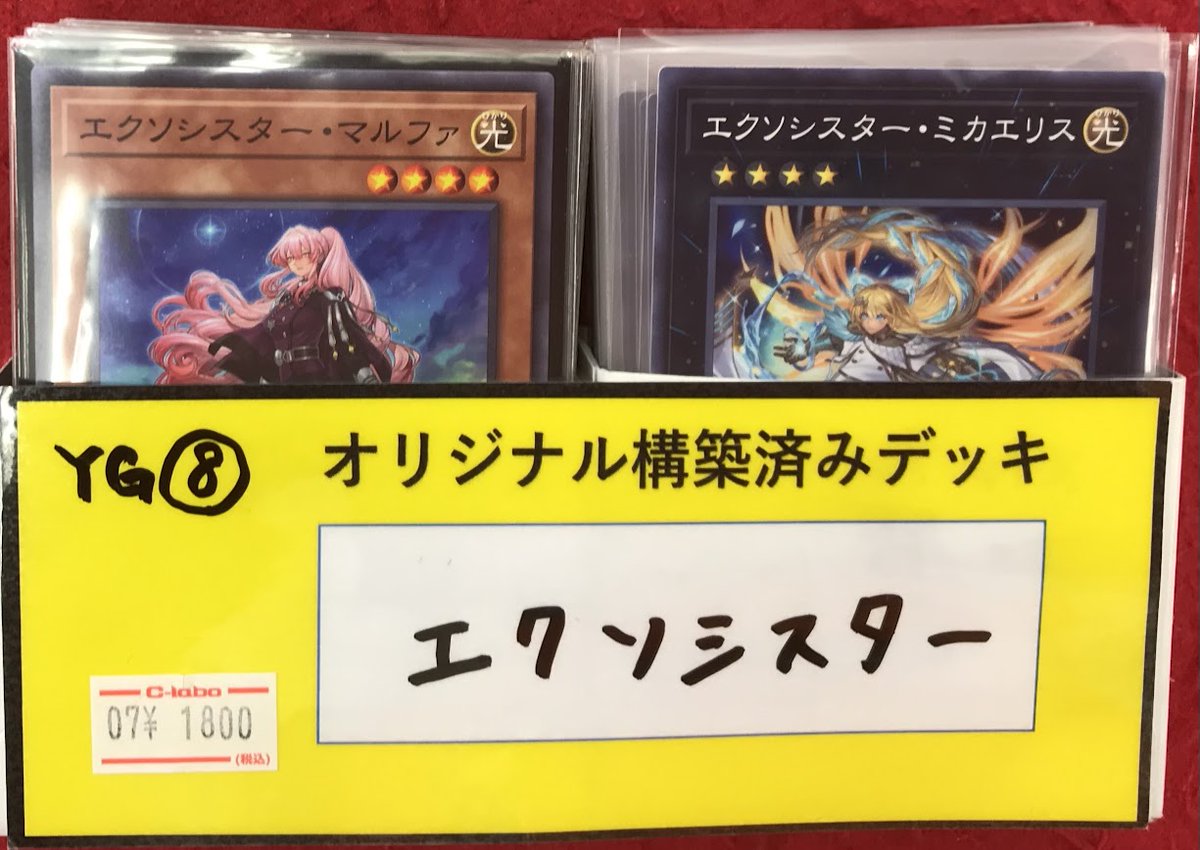 エクソシスター・マルファ 光
エクソシスター・ミカエリス 光
YG⑧
オリジナル構築済みデッキ
エクソシスター
C-labo
07¥ 1800
(税込)